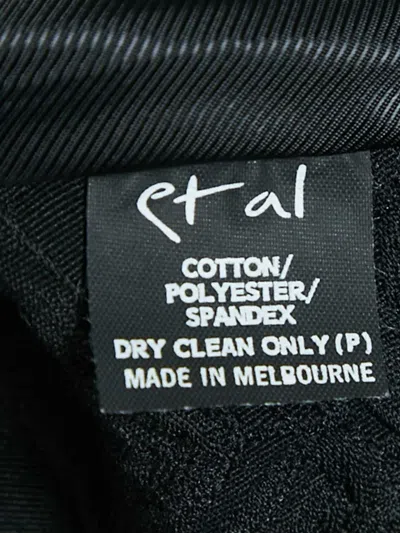 et al
COTTON/
POLYESTER/
SPANDEX
DRY CLEAN ONLY (P)
MADE IN MELBOURNE